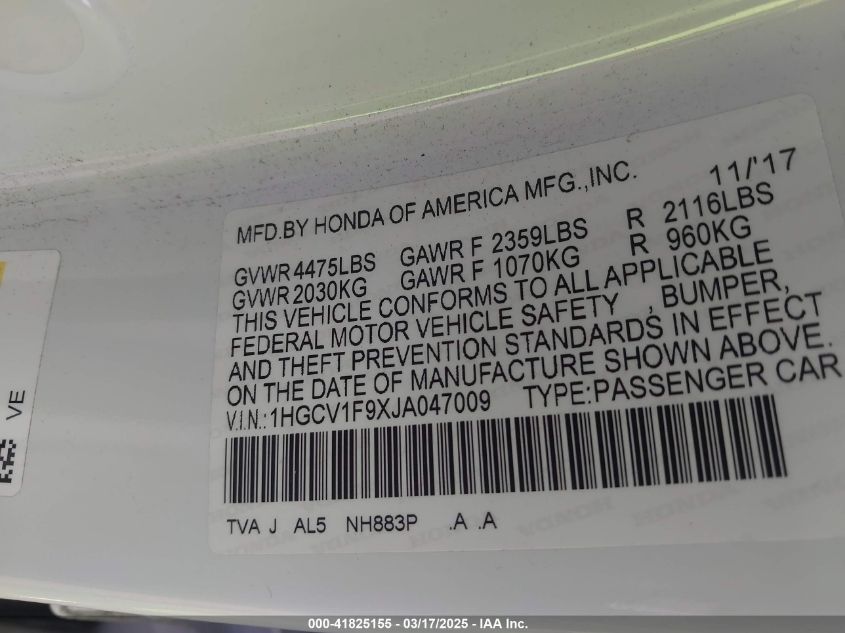 MFD.BY HONDA OF AMERICA MFG.,INC. 11/'17
GVWR 4475LBS GAWR F 2359LBS R 2116LBS
GVWR 2030KG GAWR F 1070KG R 960KG
THIS VEHICLE CONFORMS TO ALL APPLICABLE
FEDERAL MOTOR VEHICLE SAFETY , BUMPER,
AND THEFT PREVENTION STANDARDS IN EFFECT
ON THE DATE OF MANUFACTURE SHOWN ABOVE.
V.I.N.:1HGCV1F9XJA047009 TYPE:PASSENGER CAR
TVA J AL5 NH883P .A .A
VE
000-41825155 - 03/17/2025 - IAA Inc.